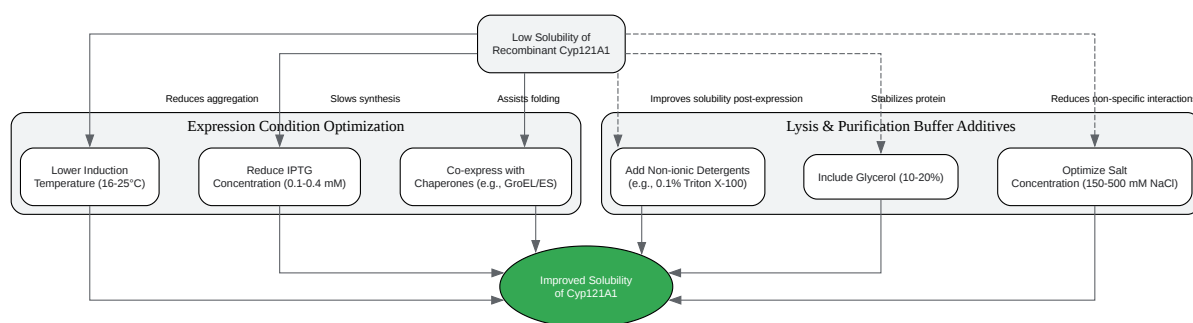 Low Solubility of
Recombinant Cyp121A1
Reduces aggregation
Slows synthesis
Assists folding
Improves solubility post-expression
Stabilizes protein
Reduces non-specific interactions
Expression Condition Optimization
Lysis & Purification Buffer Additives
Lower Induction
Temperature (16-25°C)
Reduce IPTG
Concentration (0.1-0.4 mM)
Co-express with
Chaperones (e.g., GroEL/ES)
Add Non-ionic Detergents
(e.g., 0.1% Triton X-100)
Include Glycerol (10-20%)
Optimize Salt
Concentration (150-500 mM NaCl)
Improved Solubility
of Cyp121A1